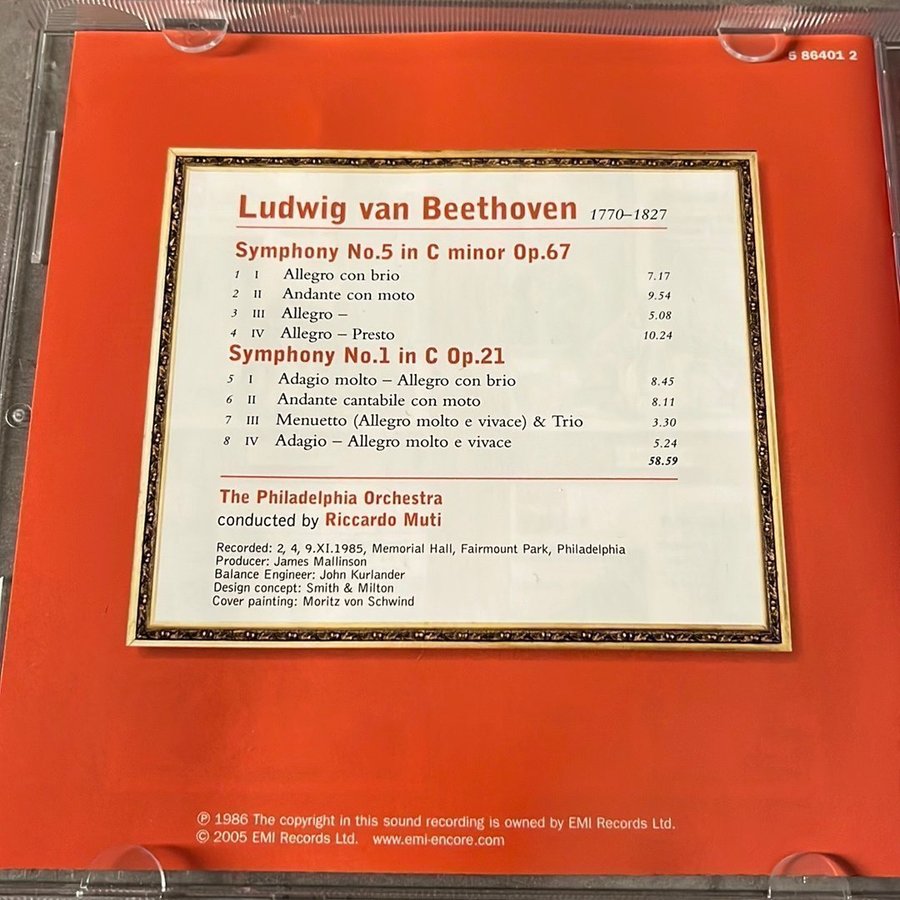 5 86401 2
Ludwig van Beethoven 1770–1827
Symphony No.5 in C minor Op.67
1 I Allegro con brio 7.17
2 II Andante con moto 9.54
3 III Allegro – 5.08
4 IV Allegro – Presto 10.24
Symphony No.1 in C Op.21
5 I Adagio molto – Allegro con brio 8.45
6 II Andante cantabile con moto 8.11
7 III Menuetto (Allegro molto e vivace) & Trio 3.30
8 IV Adagio – Allegro molto e vivace 5.24
58.59
The Philadelphia Orchestra
conducted by Riccardo Muti
Recorded: 2, 4, 9.XI.1985, Memorial Hall, Fairmount Park, Philadelphia
Producer: James Mallinson
Balance Engineer: John Kurlander
Design concept: Smith & Milton
Cover painting: Moritz von Schwind
℗ 1986 The copyright in this sound recording is owned by EMI Records Ltd.
© 2005 EMI Records Ltd. www.emi-encore.com